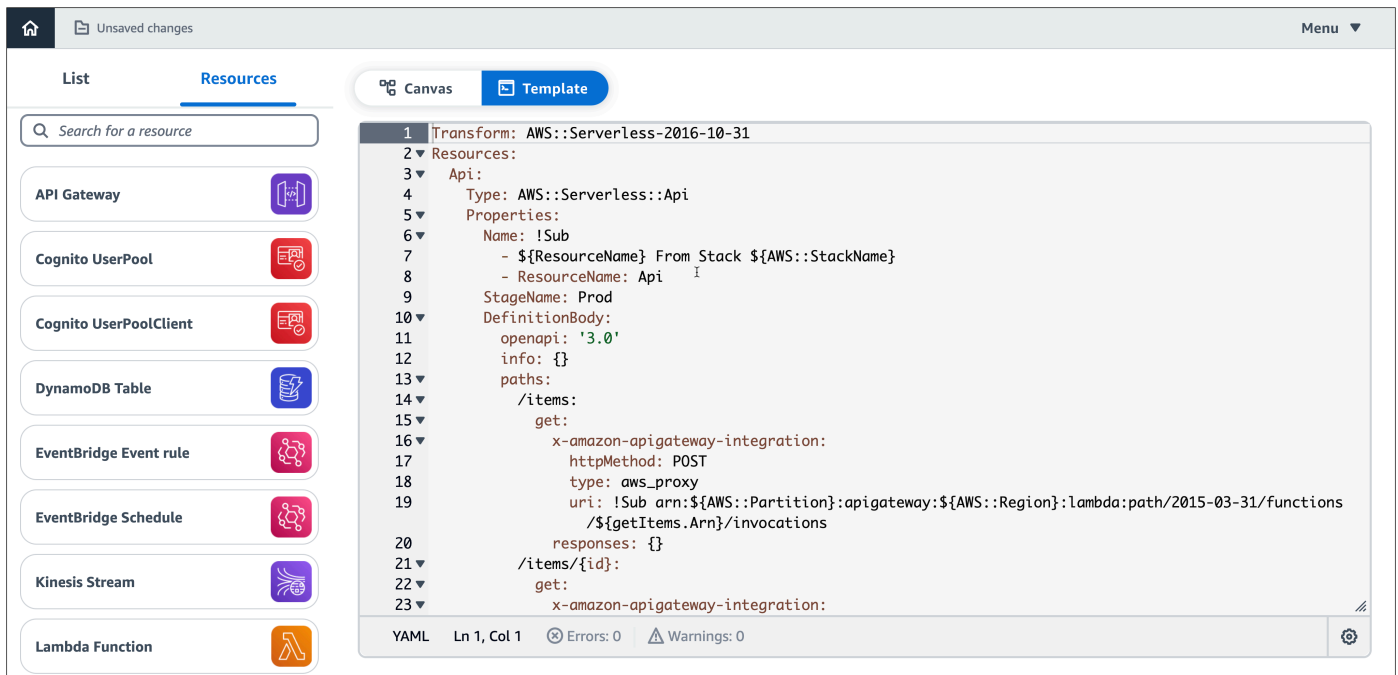 Unsaved changes
Menu
List
Resources
Search for a resource
API Gateway
Cognito UserPool
Cognito UserPoolClient
DynamoDB Table
EventBridge Event rule
EventBridge Schedule
Kinesis Stream
Lambda Function
Canvas
Template
1 Transform: AWS::Serverless-2016-10-31
2 Resources:
3 Api:
4 Type: AWS::Serverless::Api
5 Properties:
6 Name: !Sub
7 - ${ResourceName} From Stack ${AWS::StackName}
8 - ResourceName: Api
9 StageName: Prod
10 DefinitionBody:
11 openapi: '3.0'
12 info: {}
13 paths:
14 /items:
15 get:
16 x-amazon-apigateway-integration:
17 httpMethod: POST
18 type: aws_proxy
19 uri: !Sub arn:${AWS::Partition}:apigateway:${AWS::Region}:lambda:path/2015-03-31/functions
/${getItems.Arn}/invocations
20 responses: {}
21 /items/{id}:
22 get:
23 x-amazon-apigateway-integration:
YAML Ln 1, Col 1 Errors: 0 Warnings: 0